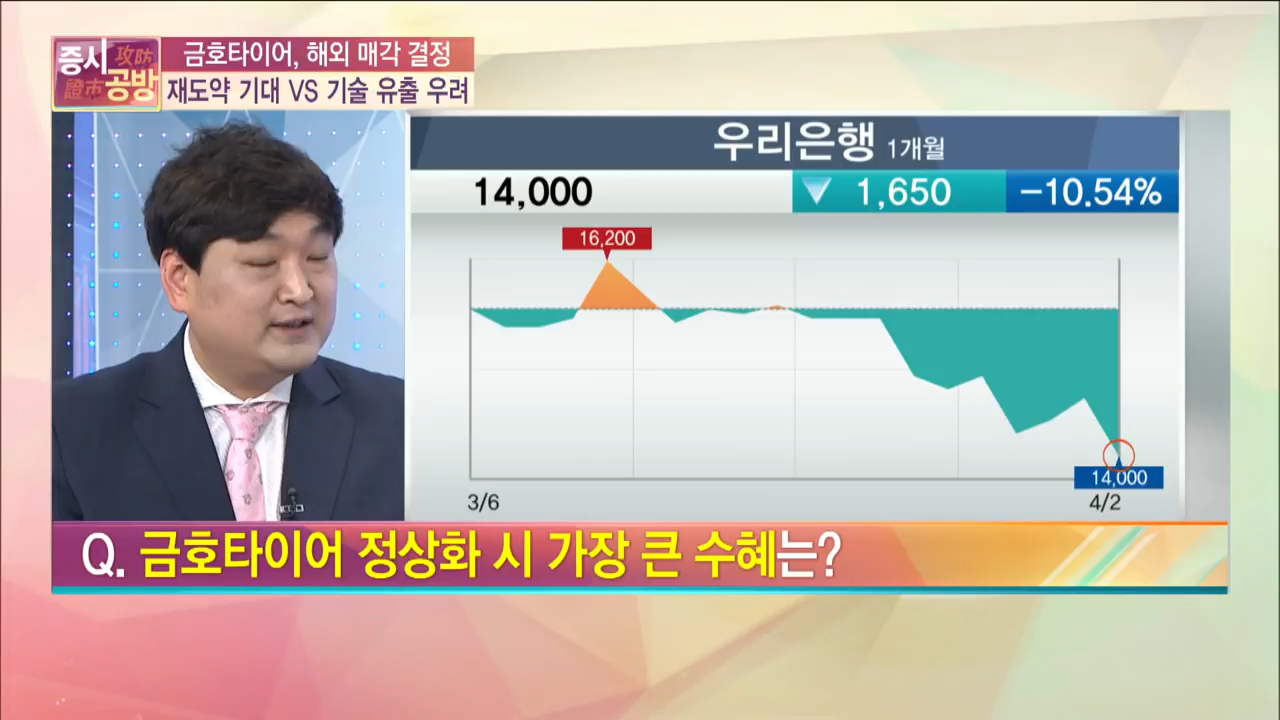 증시 攻防
證市 공방
금호타이어, 해외 매각 결정
재도약 기대 VS 기술 유출 우려
우리은행 1개월
14,000 ▼ 1,650 -10.54%
16,200
14,000
3/6 4/2
Q. 금호타이어 정상화 시 가장 큰 수혜는?